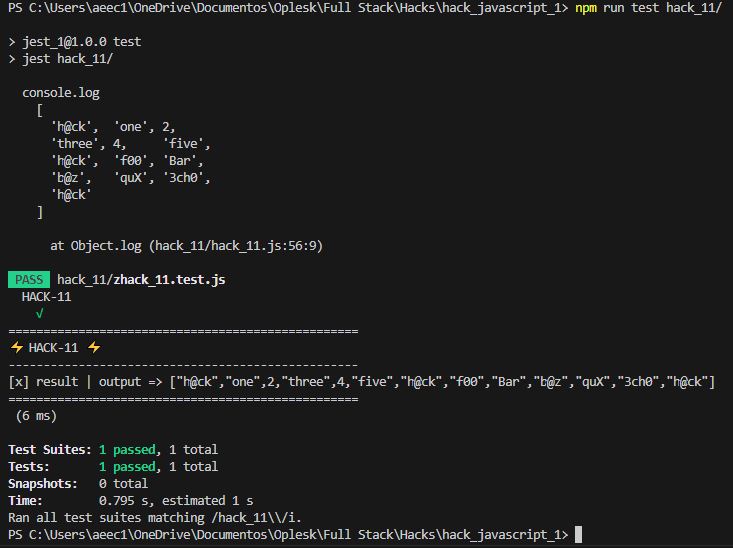 PS C:\Users\aeec1\OneDrive\Documentos\Oplesk\Full Stack\Hacks\hack_javascript_1> npm run test hack_11/
> jest_1@1.0.0 test
> jest hack_11/
console.log
[
'h@ck', 'one', 2,
'three', 4, 'five',
'h@ck', 'f00', 'Bar',
'b@z', 'quX', '3ch0',
'h@ck'
]
at Object.log (hack_11/hack_11.js:56:9)
PASS hack_11/zhack_11.test.js
HACK-11
√
==================================================
⚡ HACK-11 ⚡
--------------------------------------------------
[x] result | output => ["h@ck","one",2,"three",4,"five","h@ck","f00","Bar","b@z","quX","3ch0","h@ck"]
==================================================
(6 ms)
Test Suites: 1 passed, 1 total
Tests: 1 passed, 1 total
Snapshots: 0 total
Time: 0.795 s, estimated 1 s
Ran all test suites matching /hack_11\\/i.
PS C:\Users\aeec1\OneDrive\Documentos\Oplesk\Full Stack\Hacks\hack_javascript_1>